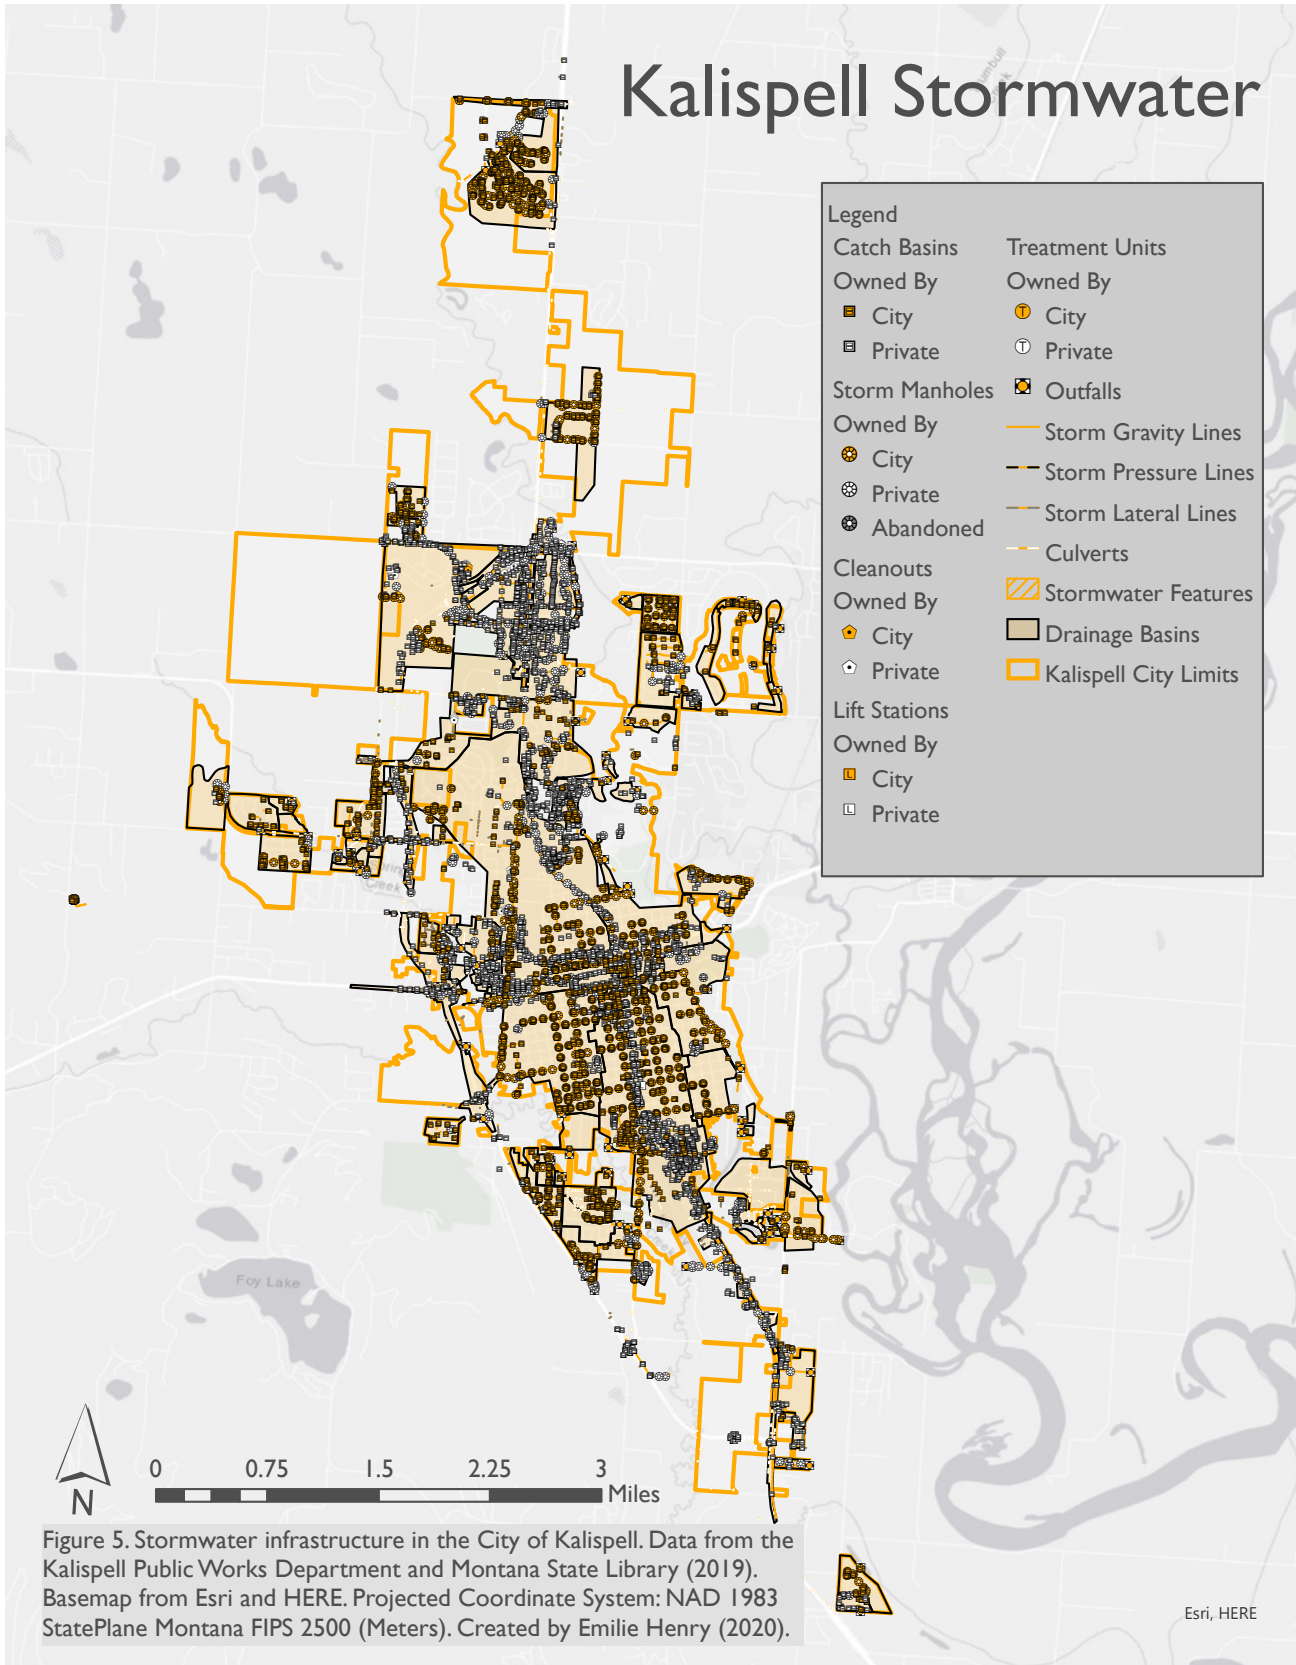 Kalispell Stormwater
Legend
Catch Basins
Owned By
City
Private
Storm Manholes
Owned By
City
Private
Abandoned
Cleanouts
Owned By
City
Private
Lift Stations
Owned By
L City
L Private
Treatment Units
Owned By
T City
T Private
Outfalls
Storm Gravity Lines
Storm Pressure Lines
Storm Lateral Lines
Culverts
Stormwater Features
Drainage Basins
Kalispell City Limits
Creek
Foy Lake
N
0 0.75 1.5 2.25 3
Miles
Figure 5. Stormwater infrastructure in the City of Kalispell. Data from the
Kalispell Public Works Department and Montana State Library (2019).
Basemap from Esri and HERE. Projected Coordinate System: NAD 1983
StatePlane Montana FIPS 2500 (Meters). Created by Emilie Henry (2020).
Esri, HERE